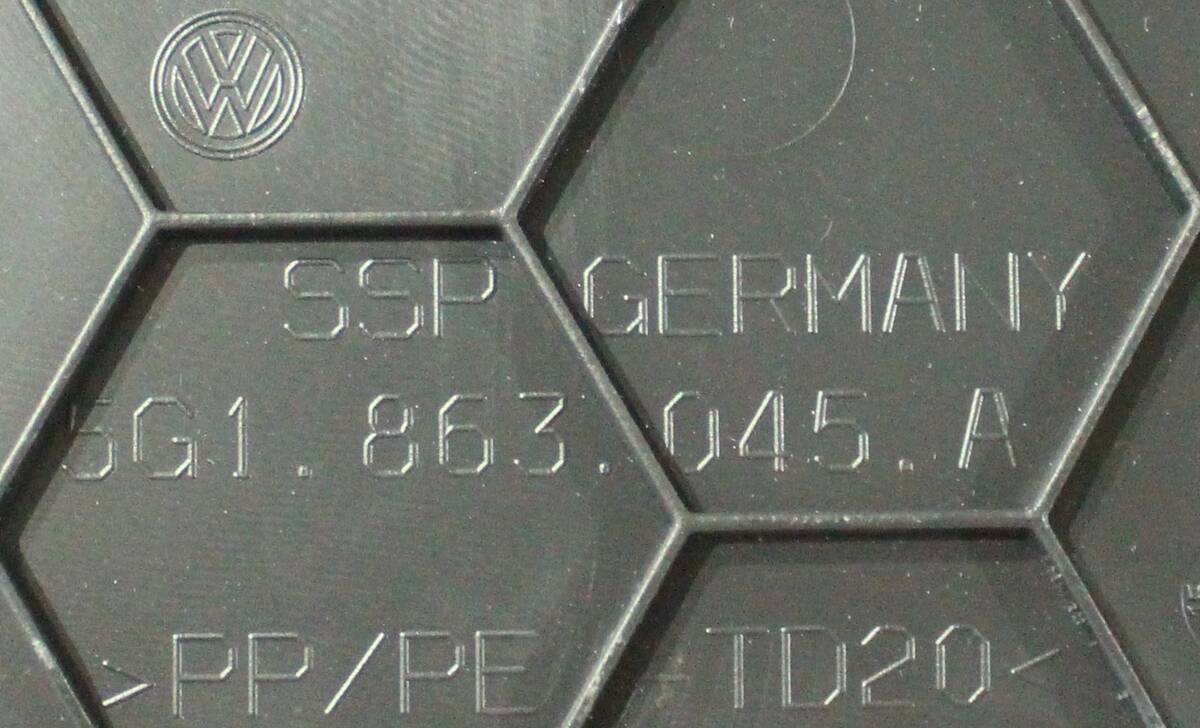 SSP GERMANY
5G1.863.045.A
>PP/PE-TD20<